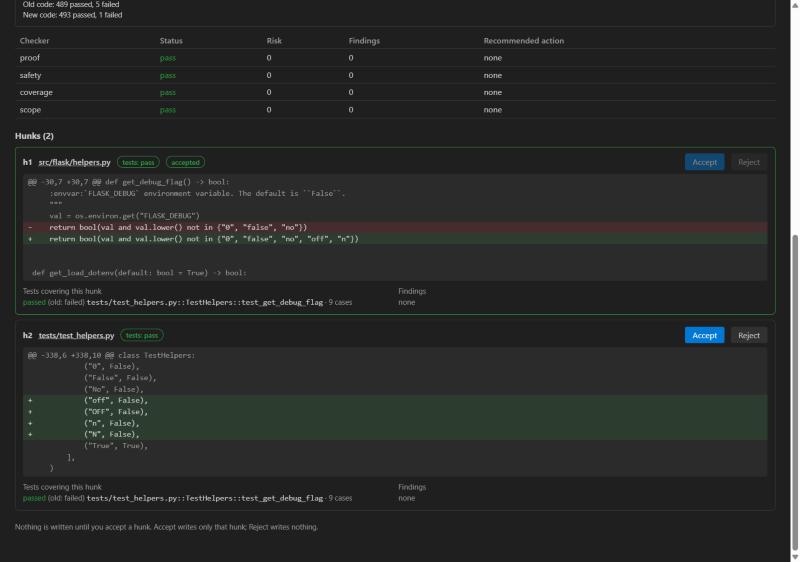 Old code: 489 passed, 5 failed
New code: 493 passed, 1 failed
Checker Status Risk Findings Recommended action
proof pass 0 0 none
safety pass 0 0 none
coverage pass 0 0 none
scope pass 0 0 none
Hunks (2)
h1 src/flask/helpers.py tests: pass accepted Accept Reject
@@ -30,7 +30,7 @@ def get_debug_flag() -> bool:
:envvar:`FLASK_DEBUG` environment variable. The default is ``False``.
"""
val = os.environ.get("FLASK_DEBUG")
- return bool(val and val.lower() not in {"0", "false", "no"})
+ return bool(val and val.lower() not in {"0", "false", "no", "off", "n"})
def get_load_dotenv(default: bool = True) -> bool:
Tests covering this hunk Findings
passed (old: failed) tests/test_helpers.py::TestHelpers::test_get_debug_flag · 9 cases none
h2 tests/test_helpers.py tests: pass Accept Reject
@@ -338,6 +338,10 @@ class TestHelpers:
("0", False),
("False", False),
("No", False),
+ ("off", False),
+ ("OFF", False),
+ ("n", False),
+ ("N", False),
("True", True),
],
)
Tests covering this hunk Findings
passed (old: failed) tests/test_helpers.py::TestHelpers::test_get_debug_flag · 9 cases none
Nothing is written until you accept a hunk. Accept writes only that hunk; Reject writes nothing.